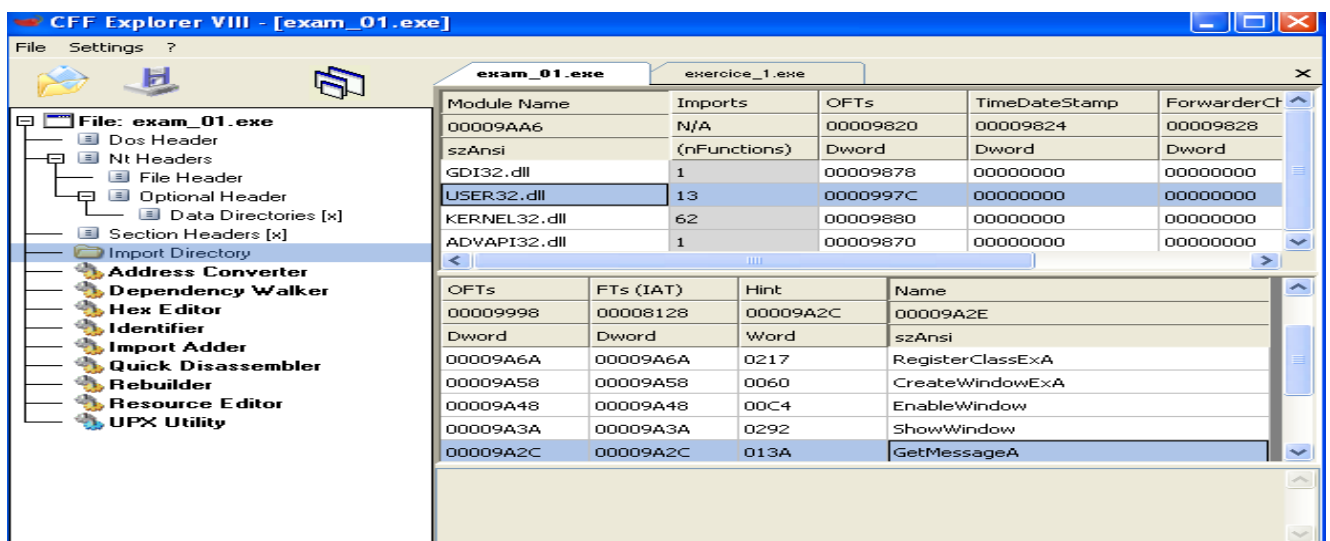 CFF Explorer VIII - [exam_01.exe]
File Settings ?
exam_01.exe exercice_1.exe
File: exam_01.exe
Dos Header
Nt Headers
File Header
Optional Header
Data Directories [x]
Section Headers [x]
Import Directory
Address Converter
Dependency Walker
Hex Editor
Identifier
Import Adder
Quick Disassembler
Rebuilder
Resource Editor
UPX Utility
Module Name Imports OFTs TimeDateStamp ForwarderCh
00009AA6 N/A 00009820 00009824 00009828
szAnsi (nFunctions) Dword Dword Dword
GDI32.dll 1 00009878 00000000 00000000
USER32.dll 13 0000997C 00000000 00000000
KERNEL32.dll 62 00009880 00000000 00000000
ADVAPI32.dll 1 00009870 00000000 00000000
OFTs FTs (IAT) Hint Name
00009998 00008128 00009A2C 00009A2E
Dword Dword Word szAnsi
00009A6A 00009A6A 0217 RegisterClassExA
00009A58 00009A58 0060 CreateWindowExA
00009A48 00009A48 00C4 EnableWindow
00009A3A 00009A3A 0292 ShowWindow
00009A2C 00009A2C 013A GetMessageA